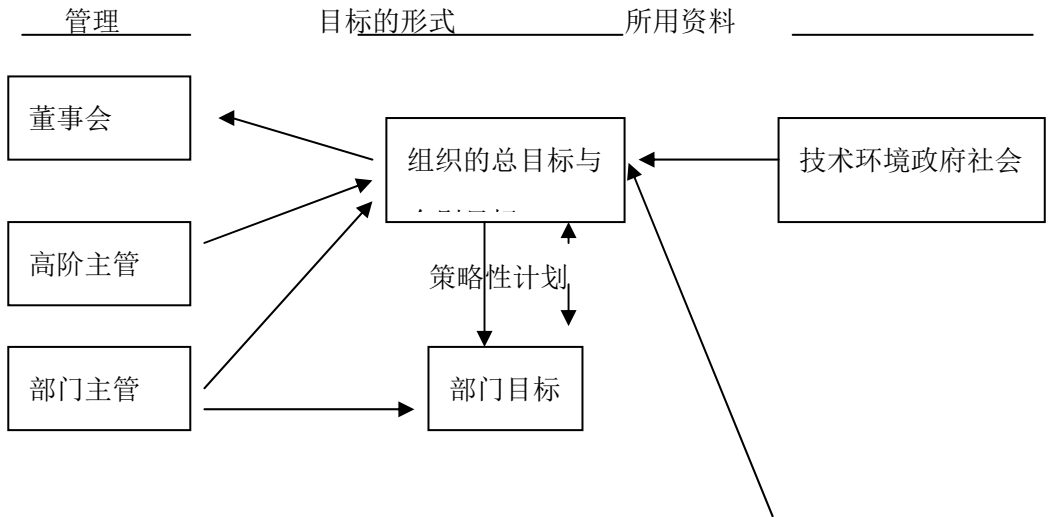 管理 目标的形式 所用资料
董事会
组织的总目标与
技术环境政府社会
高阶主管
策略性计划
部门主管
部门目标